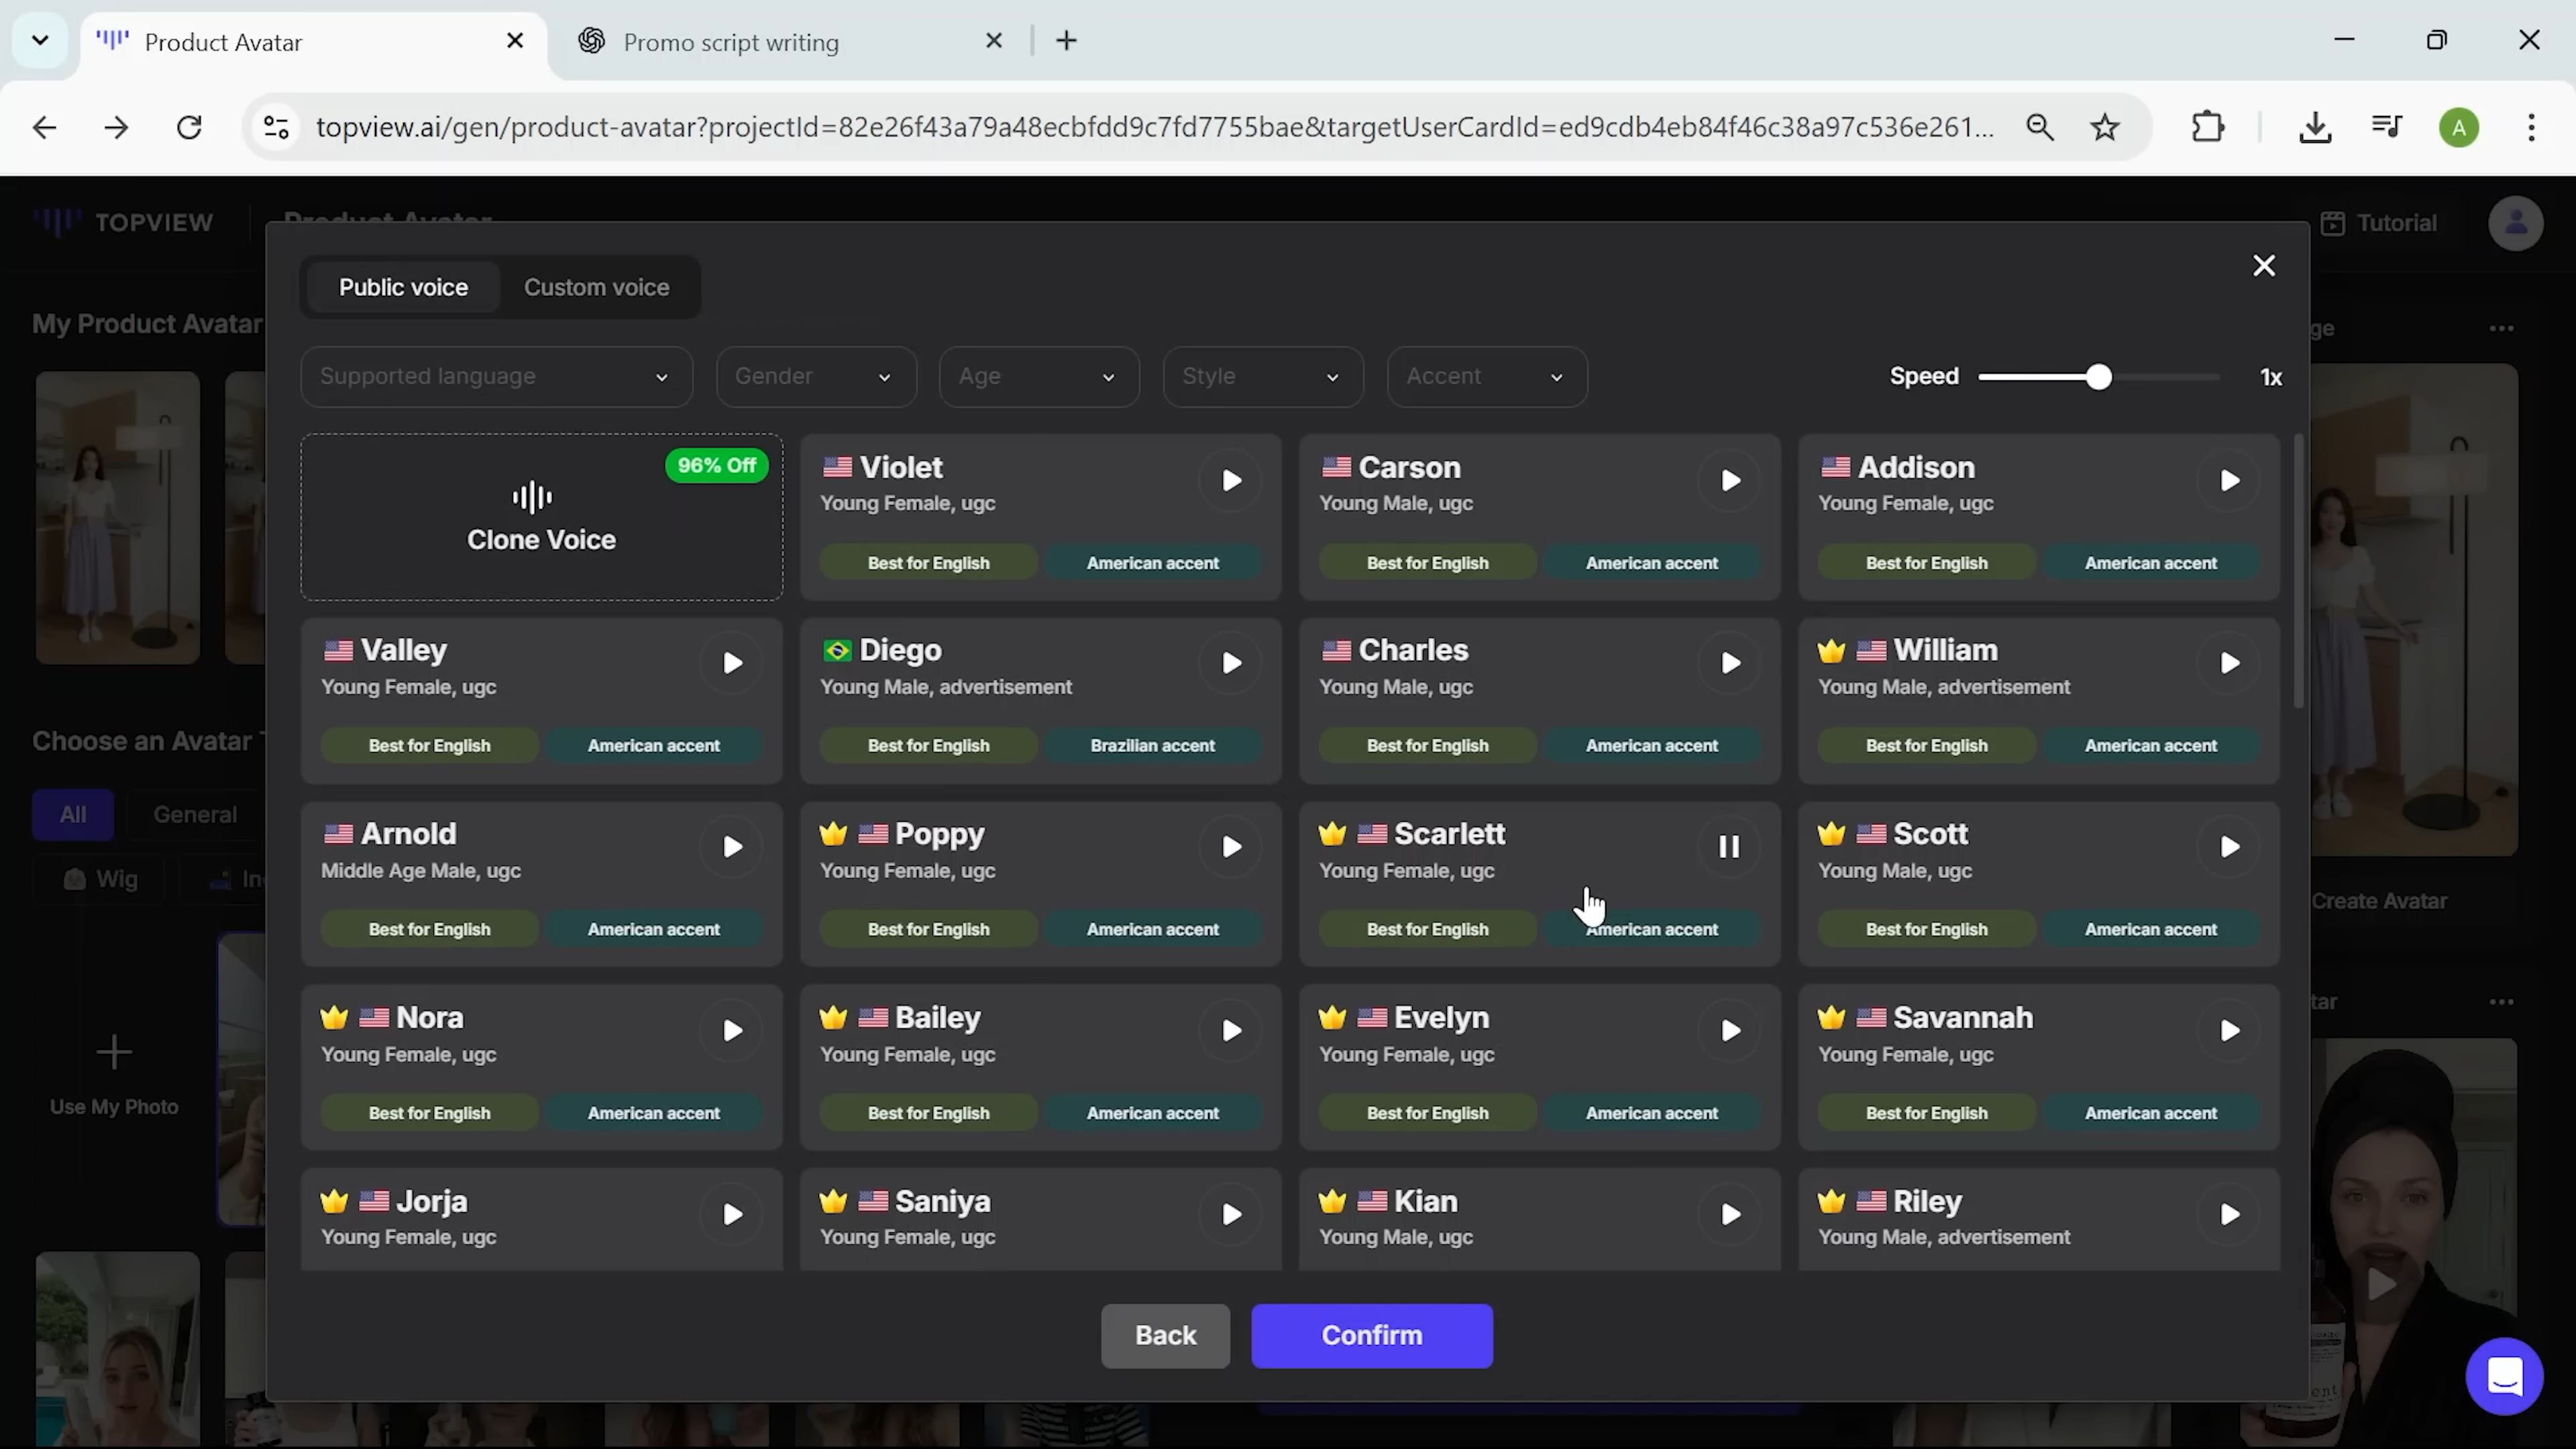 Product Avatar
Promo script writing
topview.ai/gen/product-avatar?projectId=82e26f43a79a48ecbfdd9c7fd7755bae&targetUserCardId=ed9cdb4eb84f46c38a97c536e261...
A
TOPVIEW
Product Avatar
Tutorial
Public voice
Custom voice
My Product Avatar
Supported language
Gender
Age
Style
Accent
Speed
1x
96% Off
Clone Voice
Violet
Young Female, ugc
Best for English
American accent
Carson
Young Male, ugc
Best for English
American accent
Addison
Young Female, ugc
Best for English
American accent
Valley
Young Female, ugc
Best for English
American accent
Diego
Young Male, advertisement
Best for English
Brazilian accent
Charles
Young Male, ugc
Best for English
American accent
William
Young Male, advertisement
Best for English
American accent
Choose an Avatar
All
General
Wig
Arnold
Middle Age Male, ugc
Best for English
American accent
Poppy
Young Female, ugc
Best for English
American accent
Scarlett
Young Female, ugc
Best for English
American accent
Scott
Young Male, ugc
Best for English
American accent
Create Avatar
Nora
Young Female, ugc
Best for English
American accent
Bailey
Young Female, ugc
Best for English
American accent
Evelyn
Young Female, ugc
Best for English
American accent
Savannah
Young Female, ugc
Best for English
American accent
Use My Photo
Jorja
Young Female, ugc
Saniya
Young Female, ugc
Kian
Young Male, ugc
Riley
Young Male, advertisement
Back
Confirm